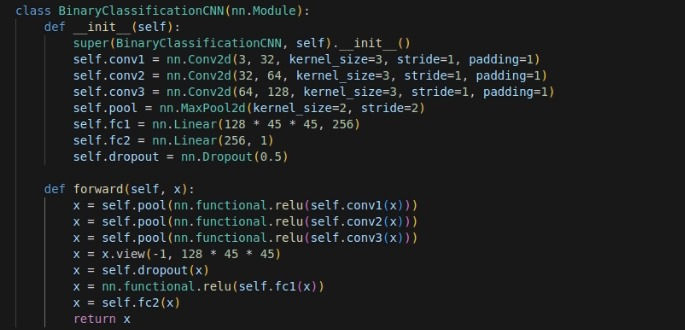 class BinaryClassificationCNN(nn.Module):
    def __init__(self):
        super(BinaryClassificationCNN, self).__init__()
        self.conv1 = nn.Conv2d(3, 32, kernel_size=3, stride=1, padding=1)
        self.conv2 = nn.Conv2d(32, 64, kernel_size=3, stride=1, padding=1)
        self.conv3 = nn.Conv2d(64, 128, kernel_size=3, stride=1, padding=1)
        self.pool = nn.MaxPool2d(kernel_size=2, stride=2)
        self.fc1 = nn.Linear(128 * 45 * 45, 256)
        self.fc2 = nn.Linear(256, 1)
        self.dropout = nn.Dropout(0.5)

    def forward(self, x):
        x = self.pool(nn.functional.relu(self.conv1(x)))
        x = self.pool(nn.functional.relu(self.conv2(x)))
        x = self.pool(nn.functional.relu(self.conv3(x)))
        x = x.view(-1, 128 * 45 * 45)
        x = self.dropout(x)
        x = nn.functional.relu(self.fc1(x))
        x = self.fc2(x)
        return x